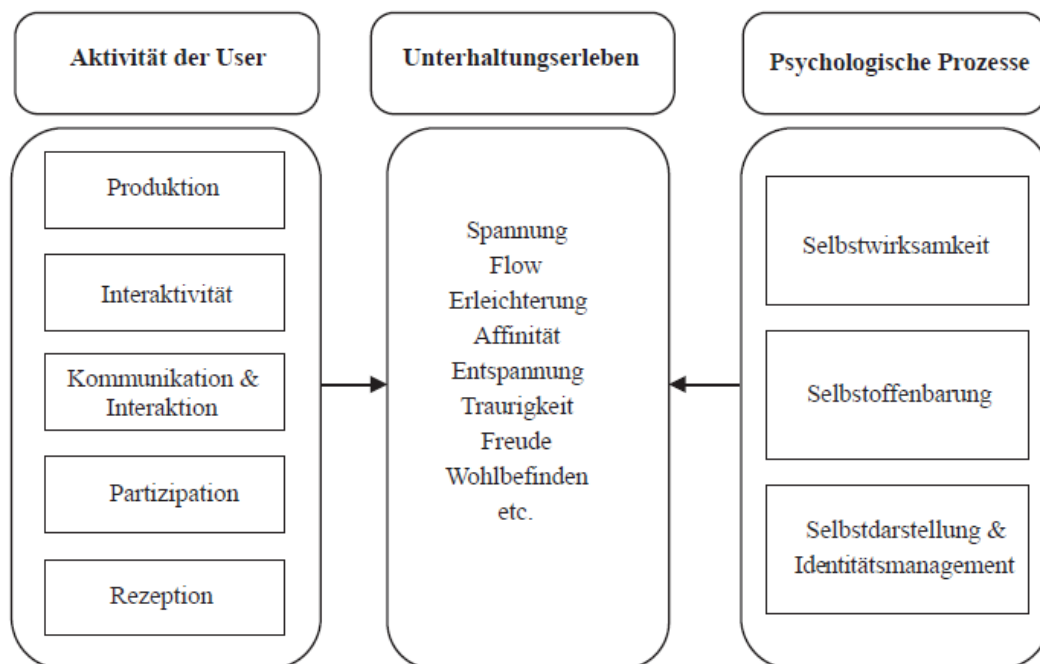 Aktivität der User
Unterhaltungserleben
Psychologische Prozesse
Produktion
Interaktivität
Kommunikation &
Interaktion
Partizipation
Rezeption
Spannung
Flow
Erleichterung
Affinität
Entspannung
Traurigkeit
Freude
Wohlbefinden
etc.
Selbstwirksamkeit
Selbstoffenbarung
Selbstdarstellung &
Identitätsmanagement